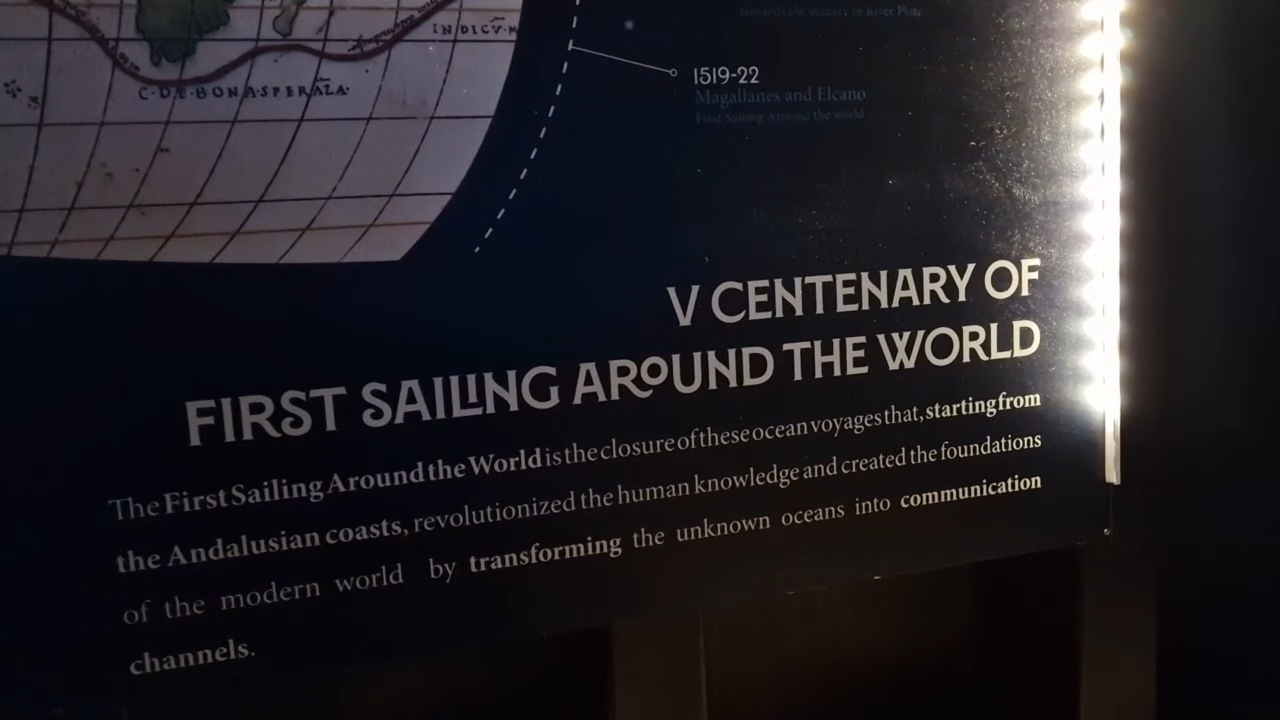 Towards the estuary of River Plate
INDICV·M
1519-22
Magallanes and Elcano
First Sailing Around the world
C·DE·BONA·SPERAZA·
V CENTENARY OF
FIRST SAILING AROUND THE WORLD
The First Sailing Around the World is the closure of these ocean voyages that, starting from
the Andalusian coasts, revolutionized the human knowledge and created the foundations
of the modern world by transforming the unknown oceans into communication
channels.